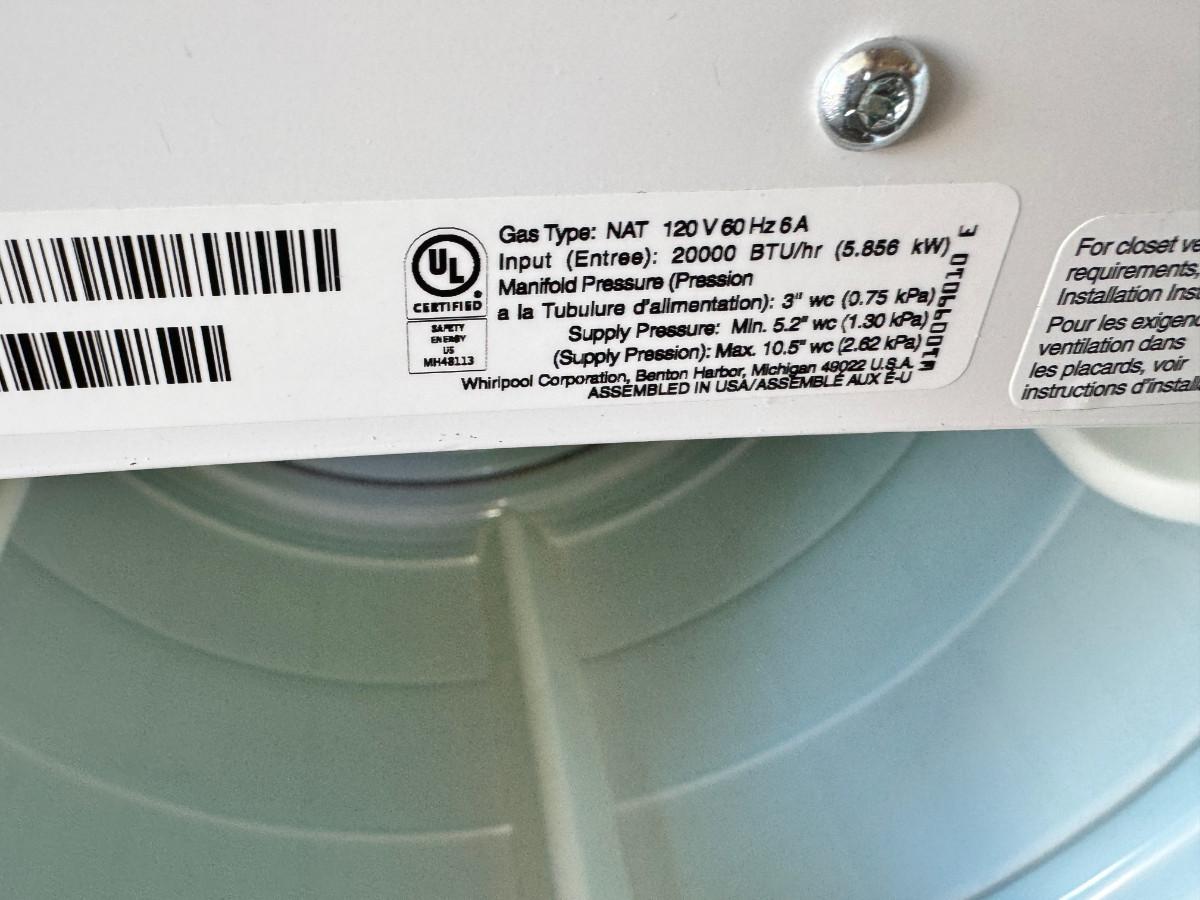 Gas Type: NAT 120 V 60 Hz 6 A
Input (Entree): 20000 BTU/hr (5.856 kW)
Manifold Pressure (Pression
a la Tubulure d'alimentation): 3" wc (0.75 kPa)
Supply Pressure: Min. 5.2" wc (1.30 kPa)
(Supply Pression): Max. 10.5" wc (2.62 kPa)
Whirlpool Corporation, Benton Harbor, Michigan 49022 U.S.A.
ASSEMBLED IN USA/ASSEMBLÉ AUX É-U
UL
CERTIFIED
SAFETY
ENERGY
US
MH48113
For closet ve
requirements,
Installation Inst
Pour les exigenc
ventilation dans
les placards, voir
instructions d'installa